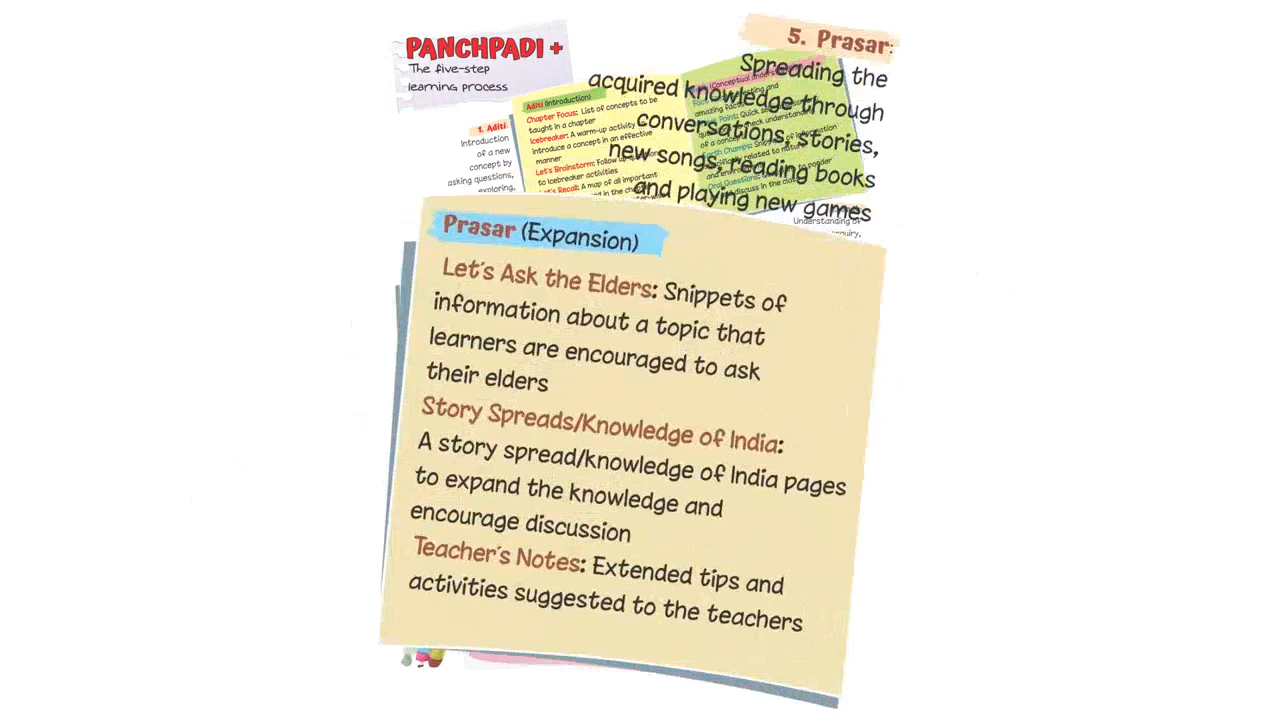 PANCHPADI +
The five-step
learning process
5. Prasar:
Spreading the
acquired knowledge through
conversations, stories,
new songs, reading books
and playing new games
1. Aditi
Introduction
of a new
concept by
asking questions,
exploring,
Aditi (Introduction)
Chapter Focus: List of concepts to be
taught in a chapter
Icebreaker: A warm-up activity
introduce a concept in an effective
manner
Let's Brainstorm: Follow
to Icebreaker activities
Let's Recall: A map of all important
in the
Understanding
Prasar (Expansion)
Let's Ask the Elders: Snippets of
information about a topic that
learners are encouraged to ask
their elders
Story Spreads/Knowledge of India:
A story spread/knowledge of India pages
to expand the knowledge and
encourage discussion
Teacher's Notes: Extended tips and
activities suggested to the teachers